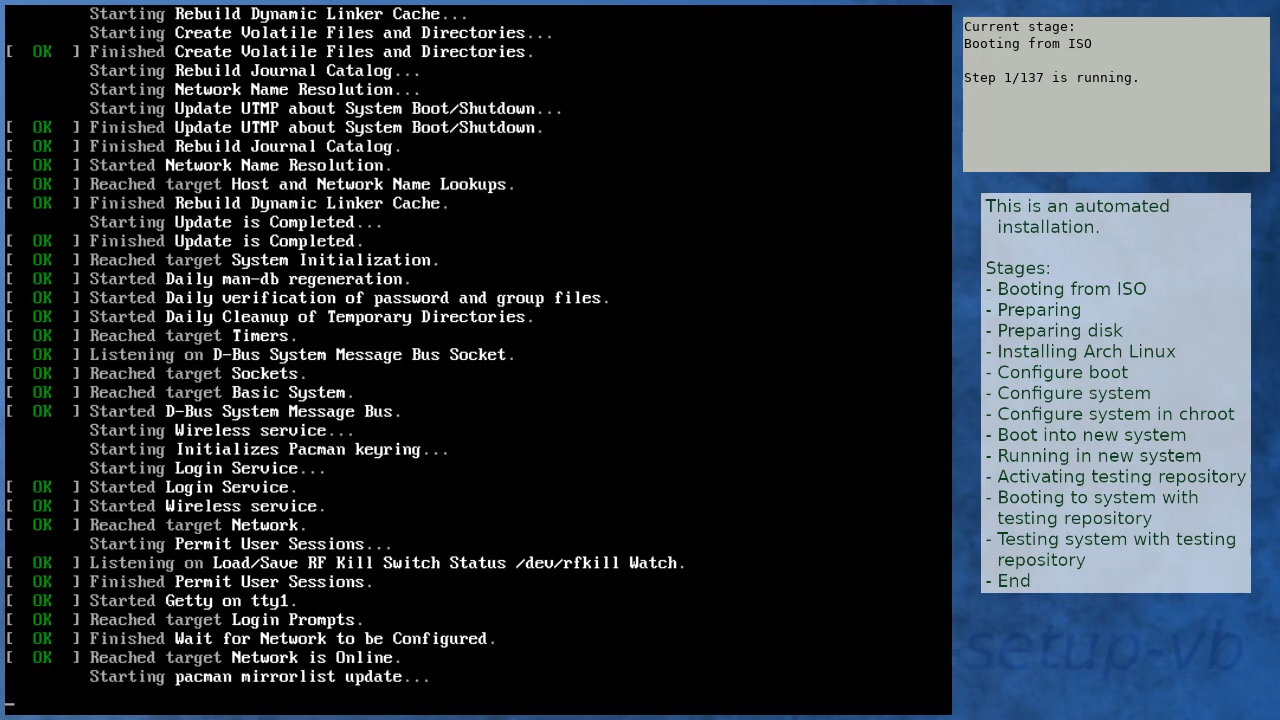 Starting Rebuild Dynamic Linker Cache...
Starting Create Volatile Files and Directories...
[  OK  ] Finished Create Volatile Files and Directories.
Starting Rebuild Journal Catalog...
Starting Network Name Resolution...
Starting Update UTMP about System Boot/Shutdown...
[  OK  ] Finished Update UTMP about System Boot/Shutdown.
[  OK  ] Finished Rebuild Journal Catalog.
[  OK  ] Started Network Name Resolution.
[  OK  ] Reached target Host and Network Name Lookups.
[  OK  ] Finished Rebuild Dynamic Linker Cache.
Starting Update is Completed...
[  OK  ] Finished Update is Completed.
[  OK  ] Reached target System Initialization.
[  OK  ] Started Daily man-db regeneration.
[  OK  ] Started Daily verification of password and group files.
[  OK  ] Started Daily Cleanup of Temporary Directories.
[  OK  ] Reached target Timers.
[  OK  ] Listening on D-Bus System Message Bus Socket.
[  OK  ] Reached target Sockets.
[  OK  ] Reached target Basic System.
[  OK  ] Started D-Bus System Message Bus.
Starting Wireless service...
Starting Initializes Pacman keyring...
Starting Login Service...
[  OK  ] Started Login Service.
[  OK  ] Started Wireless service.
[  OK  ] Reached target Network.
Starting Permit User Sessions...
[  OK  ] Listening on Load/Save RF Kill Switch Status /dev/rfkill Watch.
[  OK  ] Finished Permit User Sessions.
[  OK  ] Started Getty on tty1.
[  OK  ] Reached target Login Prompts.
[  OK  ] Finished Wait for Network to be Configured.
[  OK  ] Reached target Network is Online.
Starting pacman mirrorlist update...
_
Current stage:
Booting from ISO
Step 1/137 is running.
This is an automated
installation.
Stages:
- Booting from ISO
- Preparing
- Preparing disk
- Installing Arch Linux
- Configure boot
- Configure system
- Configure system in chroot
- Boot into new system
- Running in new system
- Activating testing repository
- Booting to system with
testing repository
- Testing system with testing
repository
- End
setup-vb